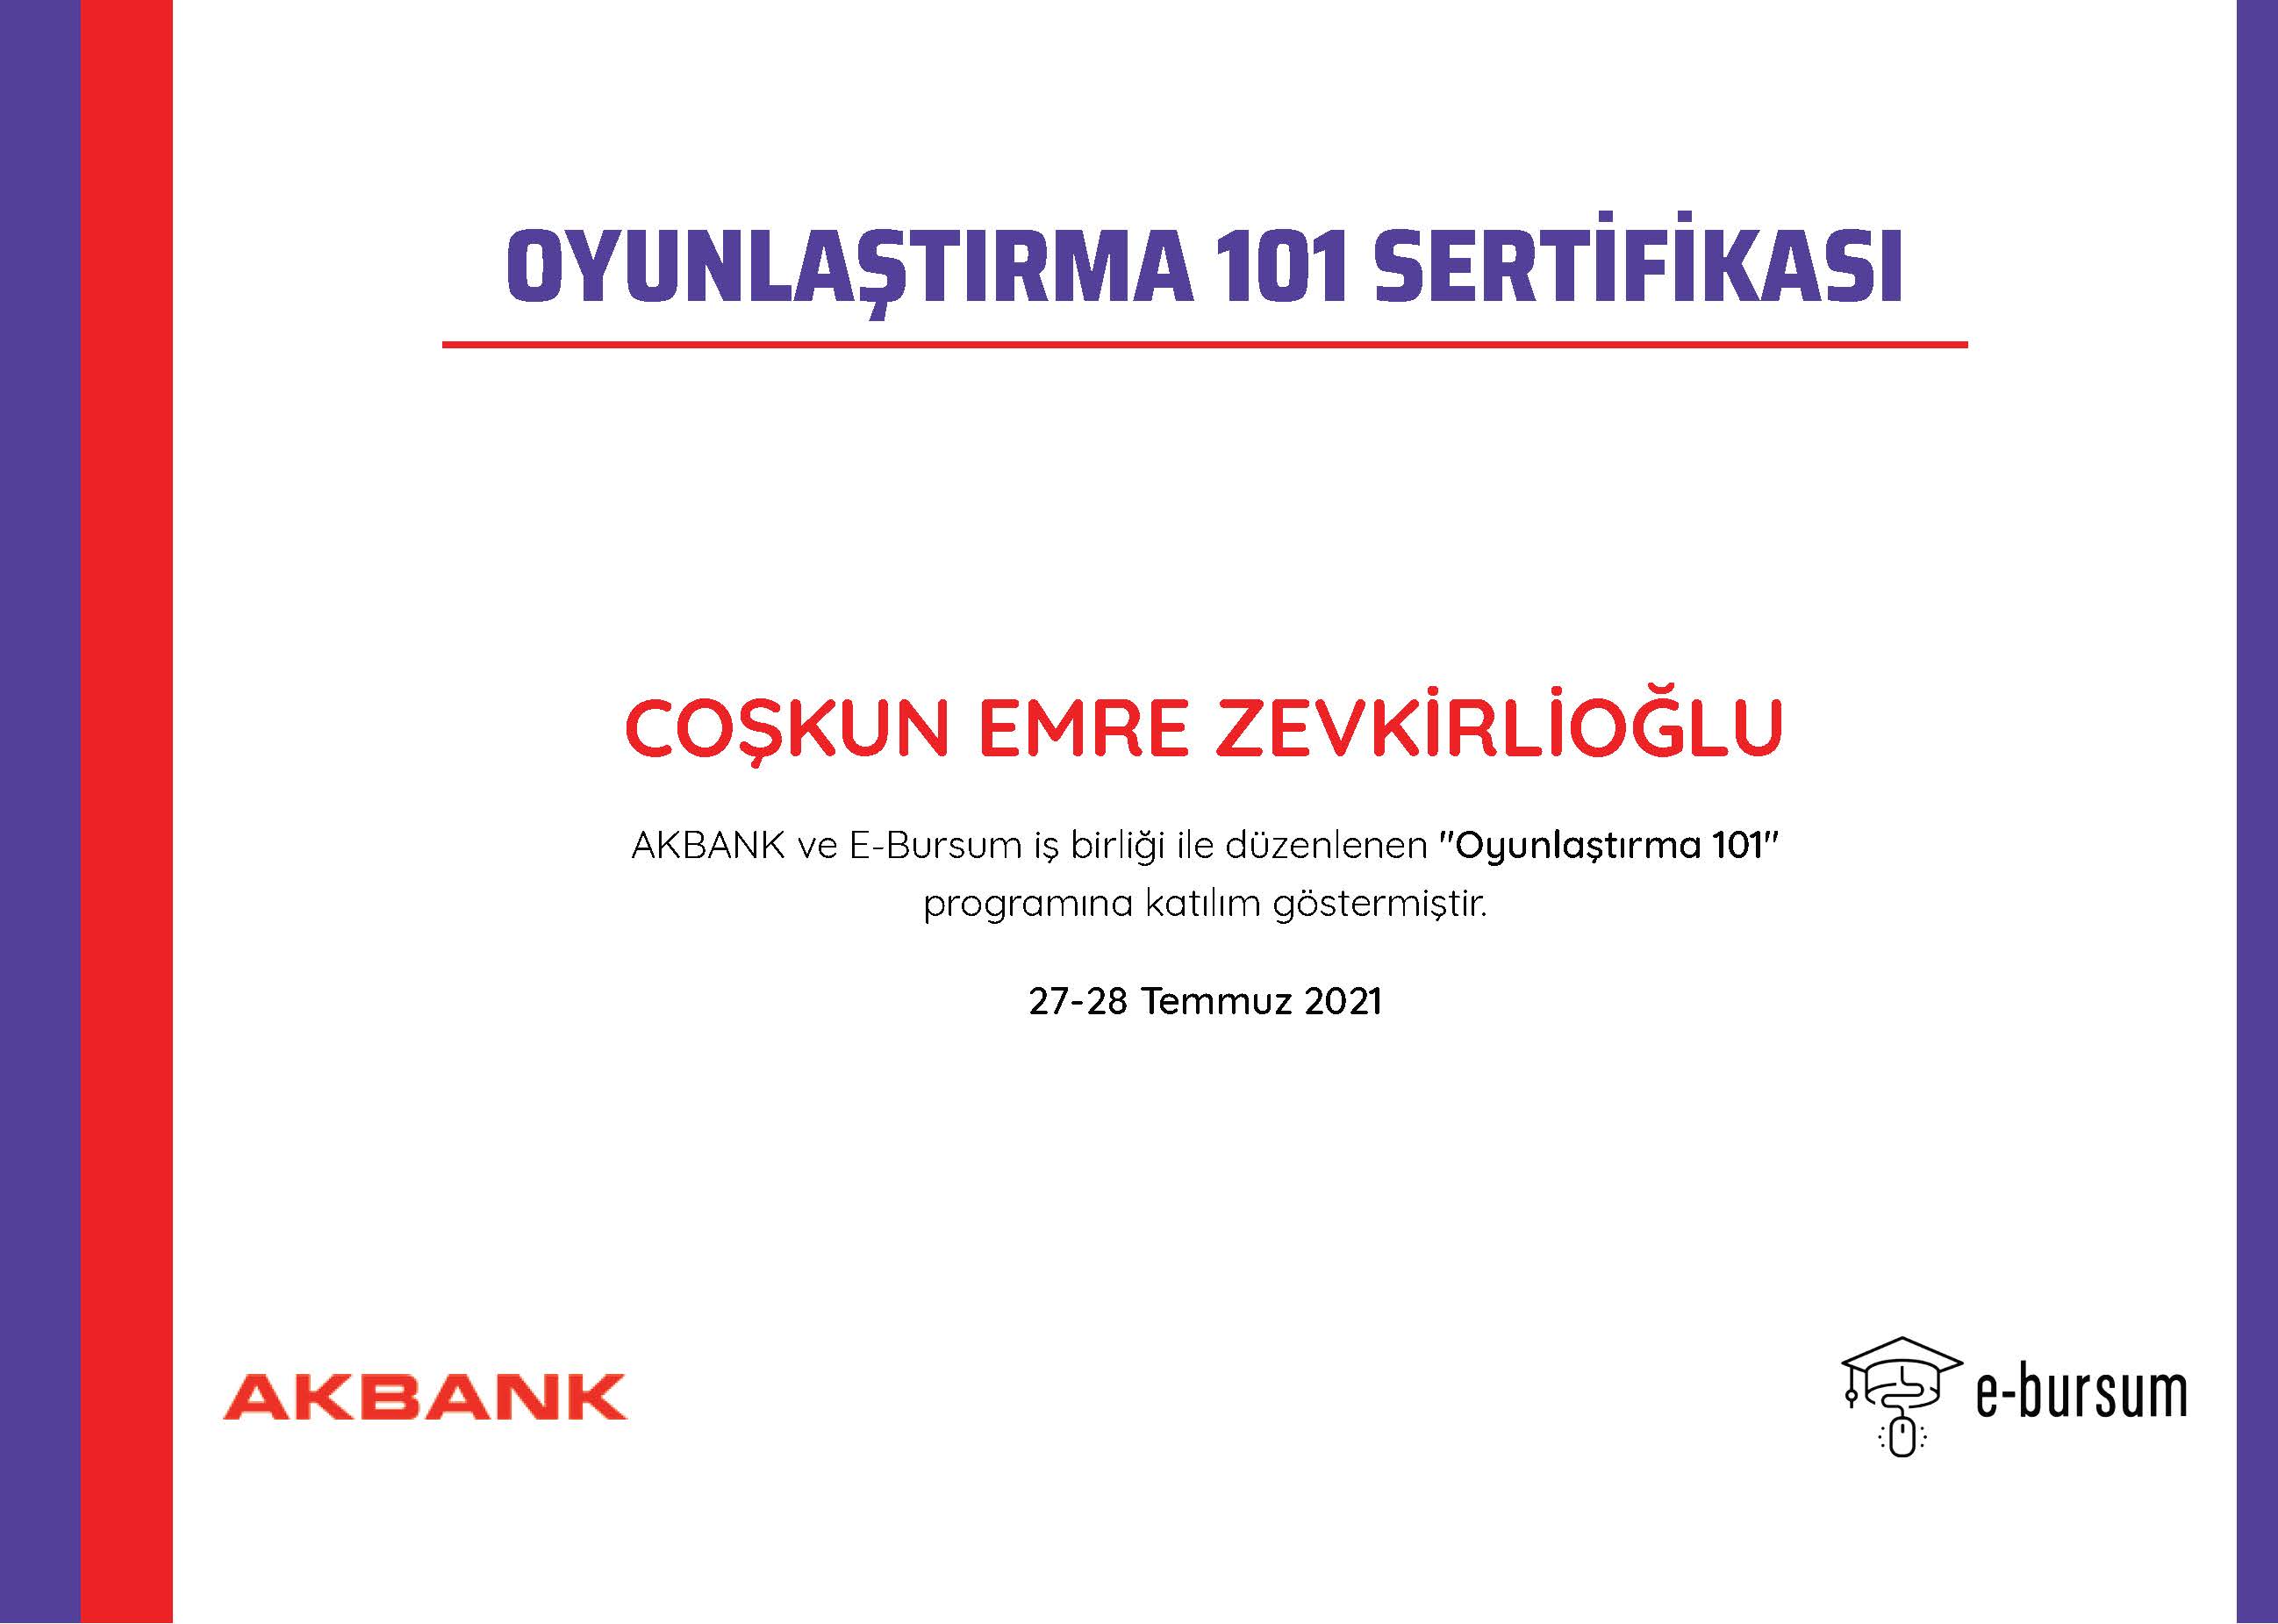 OYUNLAŞTIRMA 101 SERTİFİKASI
COŞKUN EMRE ZEVKİRLİOĞLU
AKBANK ve E-Bursum iş birliği ile düzenlenen "Oyunlaştırma 101"
programına katılım göstermiştir.
27-28 Temmuz 2021
AKBANK
e-bursum